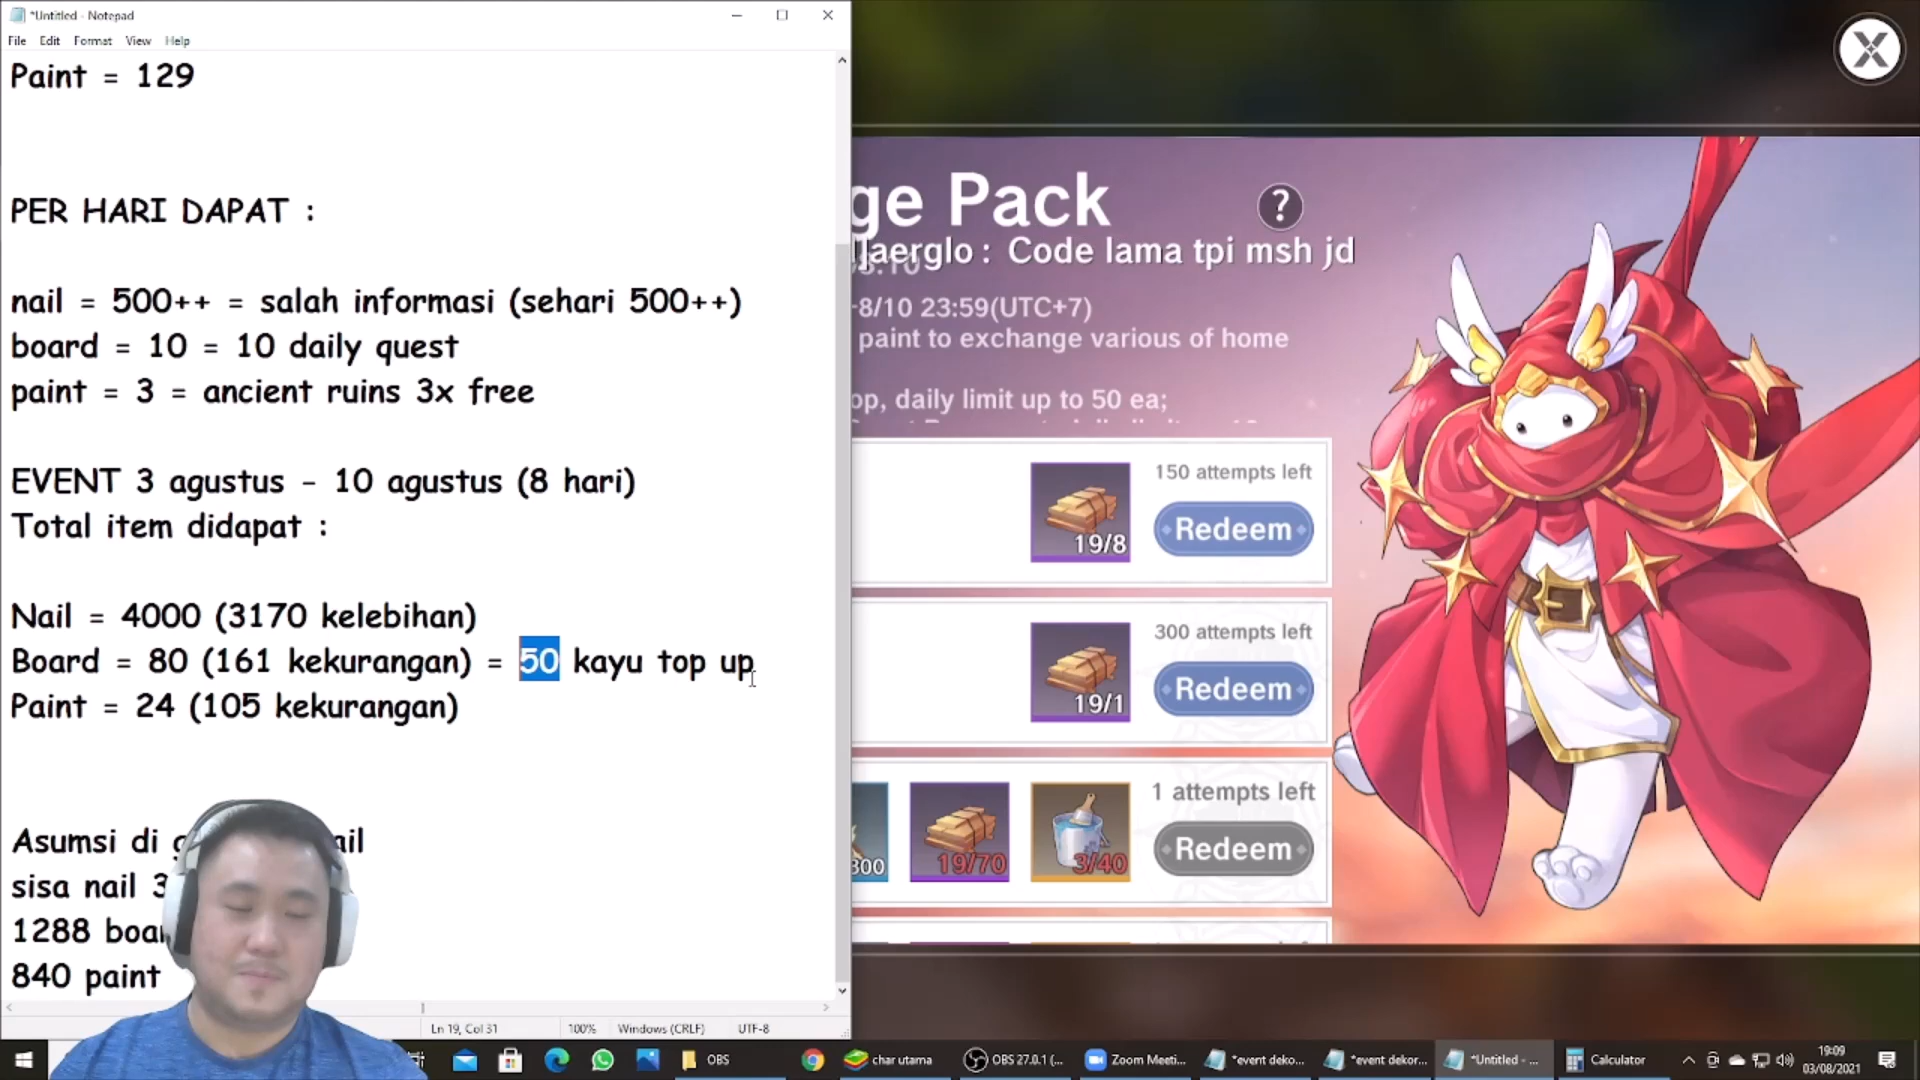 *Untitled - Notepad
File Edit Format View Help
Paint = 129
PER HARI DAPAT :
nail = 500++ = salah informasi (sehari 500++)
board = 10 = 10 daily quest
paint = 3 = ancient ruins 3x free
EVENT 3 agustus - 10 agustus (8 hari)
Total item didapat :
Nail = 4000 (3170 kelebihan)
Board = 80 (161 kekurangan) = 50 kayu top up
Paint = 24 (105 kekurangan)
Asumsi di
sisa nail
1288
840 paint
Ln 19, Col 31 100% Windows (CRLF) UTF-8
ge Pack
?
Jaerglo : Code lama tpi msh jd
-8/10 23:59(UTC+7)
paint to exchange various of home
op, daily limit up to 50 ea;
150 attempts left
19/8
Redeem
300 attempts left
19/1
Redeem
1 attempts left
300
19/70
3/40
Redeem
OBS
char utama
OBS 27.0.1 (...
Zoom Meeti...
*event deko...
*event dekor...
*Untitled - ...
Calculator
19:09
03/08/2021